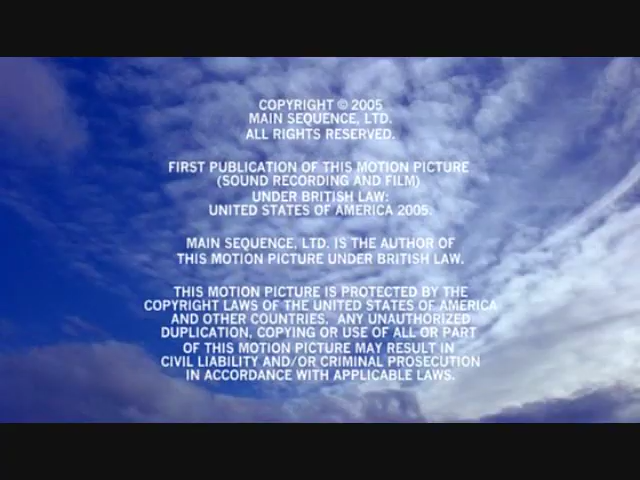 COPYRIGHT © 2005
MAIN SEQUENCE, LTD.
ALL RIGHTS RESERVED.
FIRST PUBLICATION OF THIS MOTION PICTURE
(SOUND RECORDING AND FILM)
UNDER BRITISH LAW:
UNITED STATES OF AMERICA 2005.
MAIN SEQUENCE, LTD. IS THE AUTHOR OF
THIS MOTION PICTURE UNDER BRITISH LAW.
THIS MOTION PICTURE IS PROTECTED BY THE
COPYRIGHT LAWS OF THE UNITED STATES OF AMERICA
AND OTHER COUNTRIES. ANY UNAUTHORIZED
DUPLICATION, COPYING OR USE OF ALL OR PART
OF THIS MOTION PICTURE MAY RESULT IN
CIVIL LIABILITY AND/OR CRIMINAL PROSECUTION
IN ACCORDANCE WITH APPLICABLE LAWS.